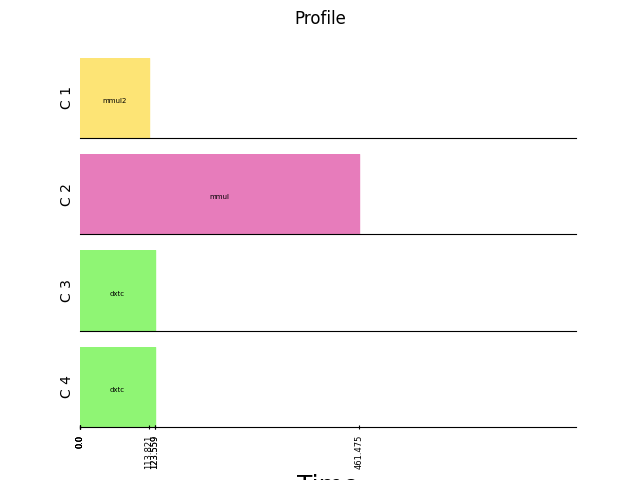 Profile
C 1
mmul2
C 2
mmul
C 3
dxtc
C 4
dxtc
0.0
113.821
123.559
461.475
Time